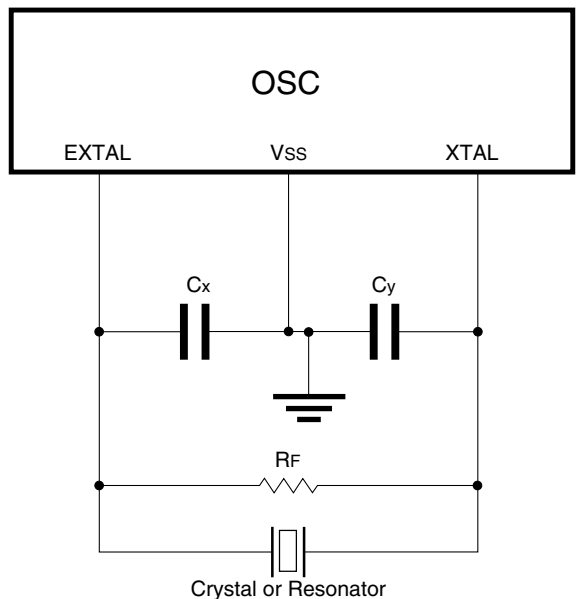 OSC
EXTAL VSS XTAL
Cx Cy
RF
Crystal or Resonator